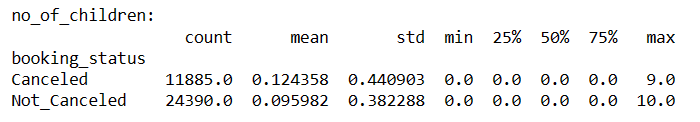 no_of_children:
count mean std min 25% 50% 75% max
booking_status
Canceled 11885.0 0.124358 0.440903 0.0 0.0 0.0 0.0 9.0
Not_Canceled 24390.0 0.095982 0.382288 0.0 0.0 0.0 0.0 10.0